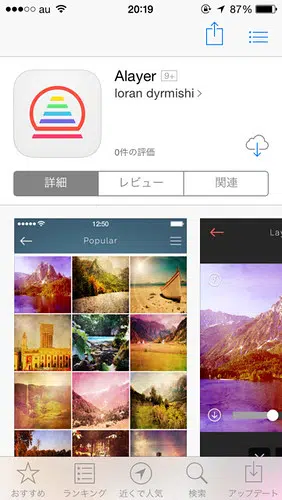 au 20:19 87%
Alayer 9+
loran dyrmishi >
0件の評価
詳細 レビュー 関連
12:50
Popular Lay
おすすめ ランキング 近くで人気 検索 アップデート